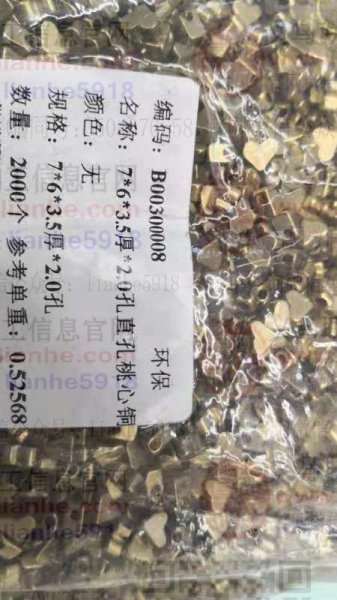 编码：B00300008 环保
名称：7*6*3.5厚*2.0孔直孔桃心铜
颜色：无
规格：7*6*3.5厚*2.0孔
数量：2000个 参考单重：0.52568